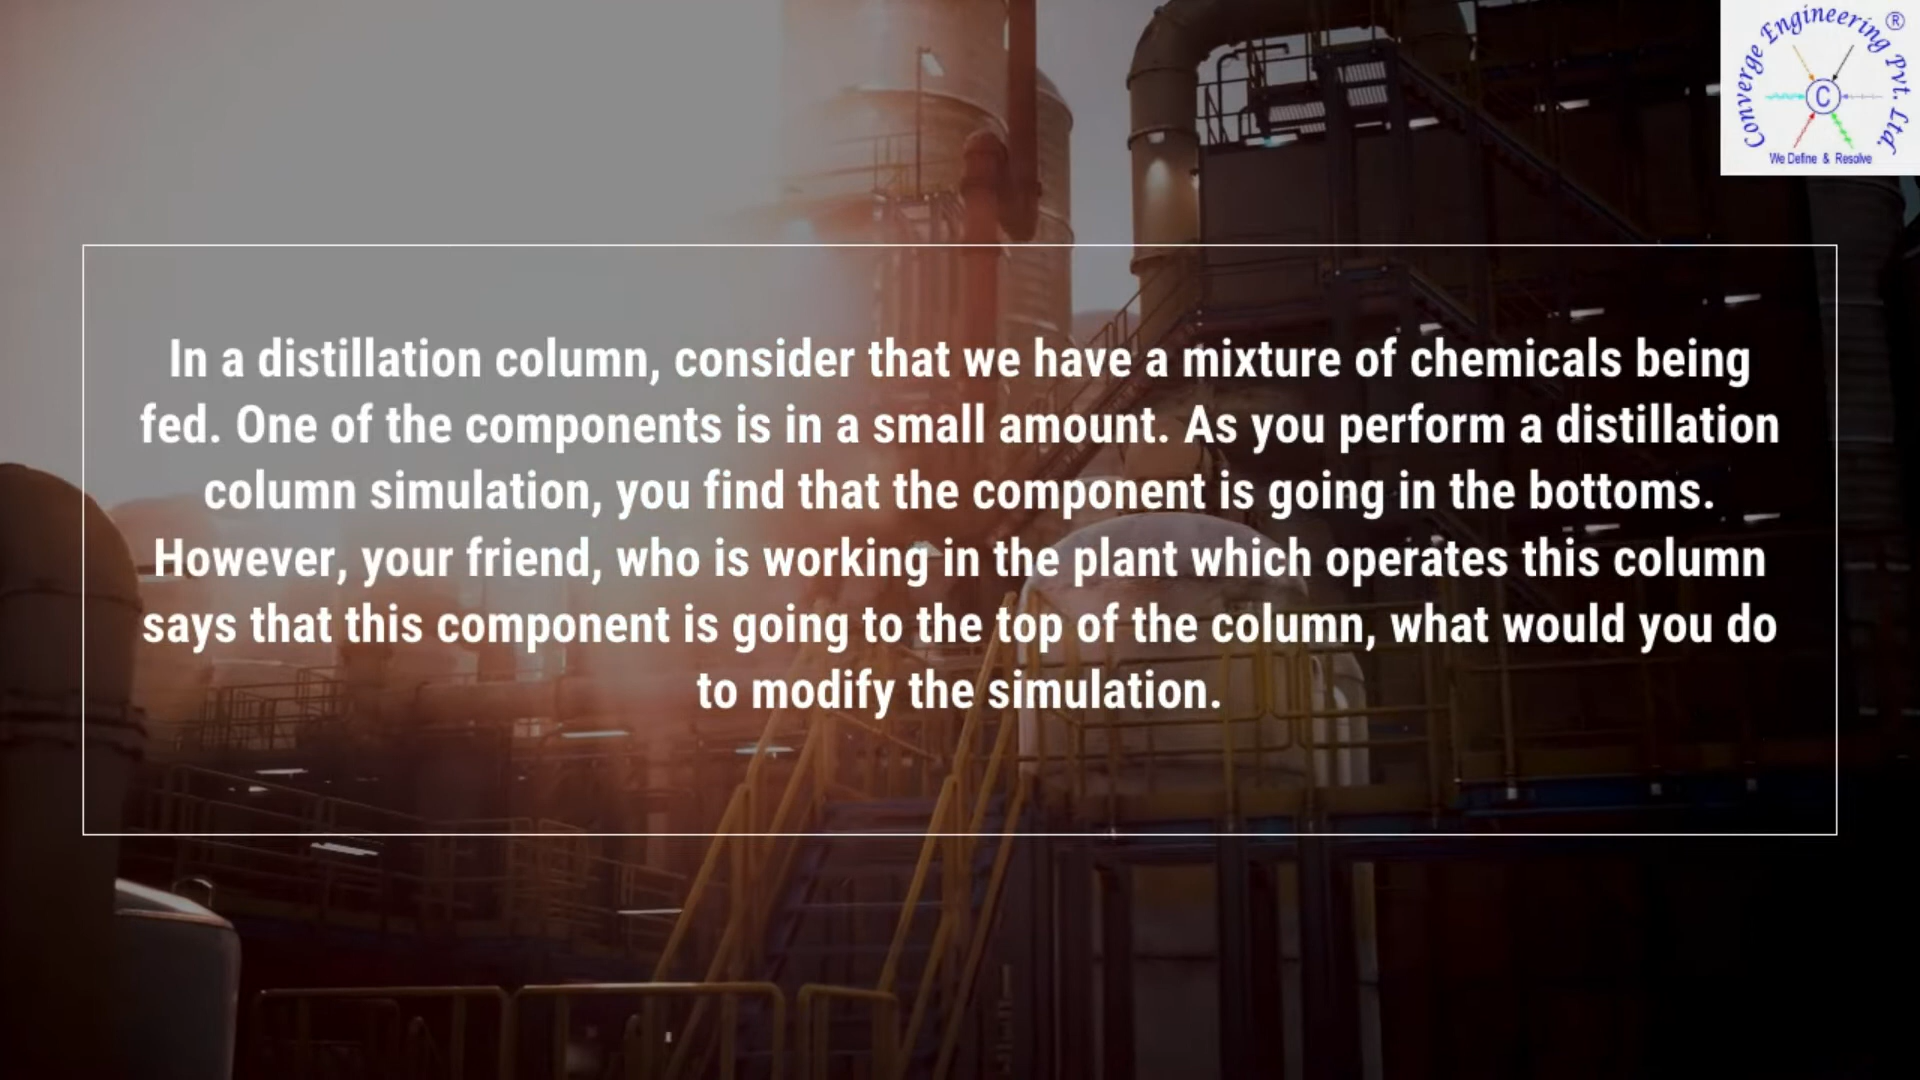 Converge Engineering Pvt. Ltd. ®
C
We Define & Resolve
In a distillation column, consider that we have a mixture of chemicals being
fed. One of the components is in a small amount. As you perform a distillation
column simulation, you find that the component is going in the bottoms.
However, your friend, who is working in the plant which operates this column
says that this component is going to the top of the column, what would you do
to modify the simulation.